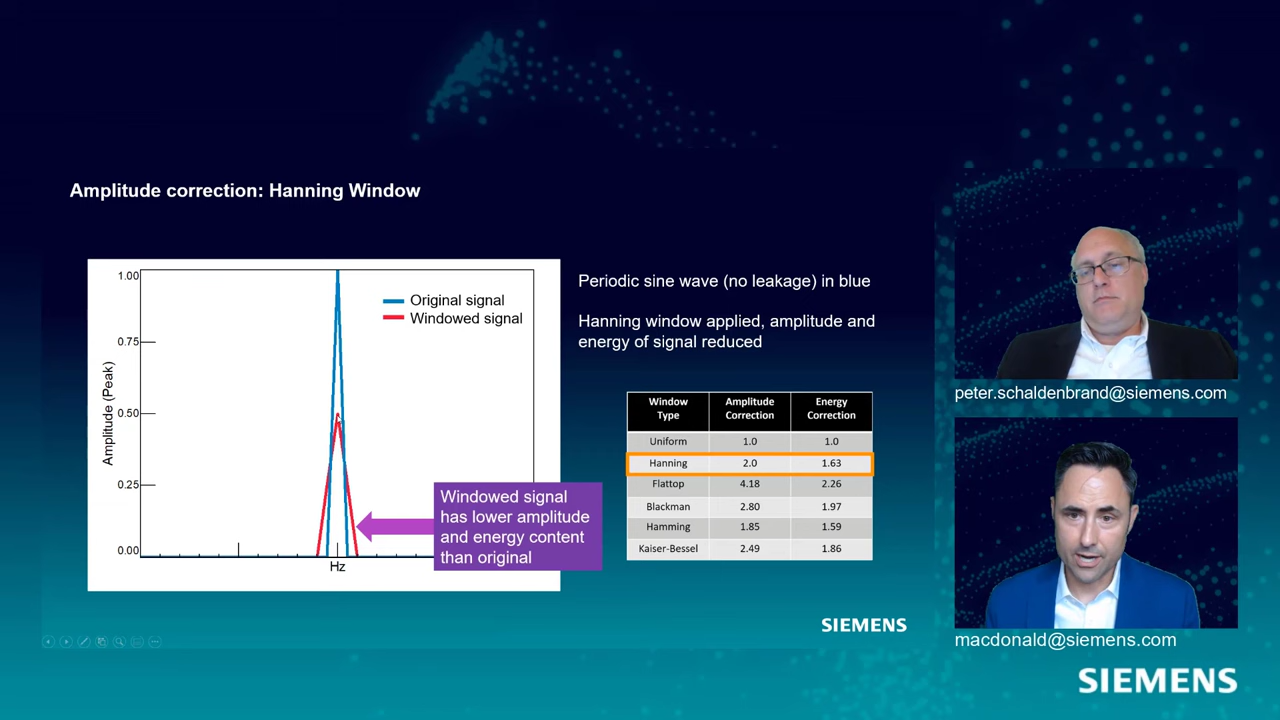 Amplitude correction: Hanning Window
1.00
0.75
0.50
0.25
0.00
Amplitude (Peak)
Hz
Original signal
Windowed signal
Windowed signal
has lower amplitude
and energy content
than original
Periodic sine wave (no leakage) in blue
Hanning window applied, amplitude and
energy of signal reduced
Window Type Amplitude Correction Energy Correction
Uniform 1.0 1.0
Hanning 2.0 1.63
Flattop 4.18 2.26
Blackman 2.80 1.97
Hamming 1.85 1.59
Kaiser-Bessel 2.49 1.86
SIEMENS
peter.schaldenbrand@siemens.com
macdonald@siemens.com
SIEMENS